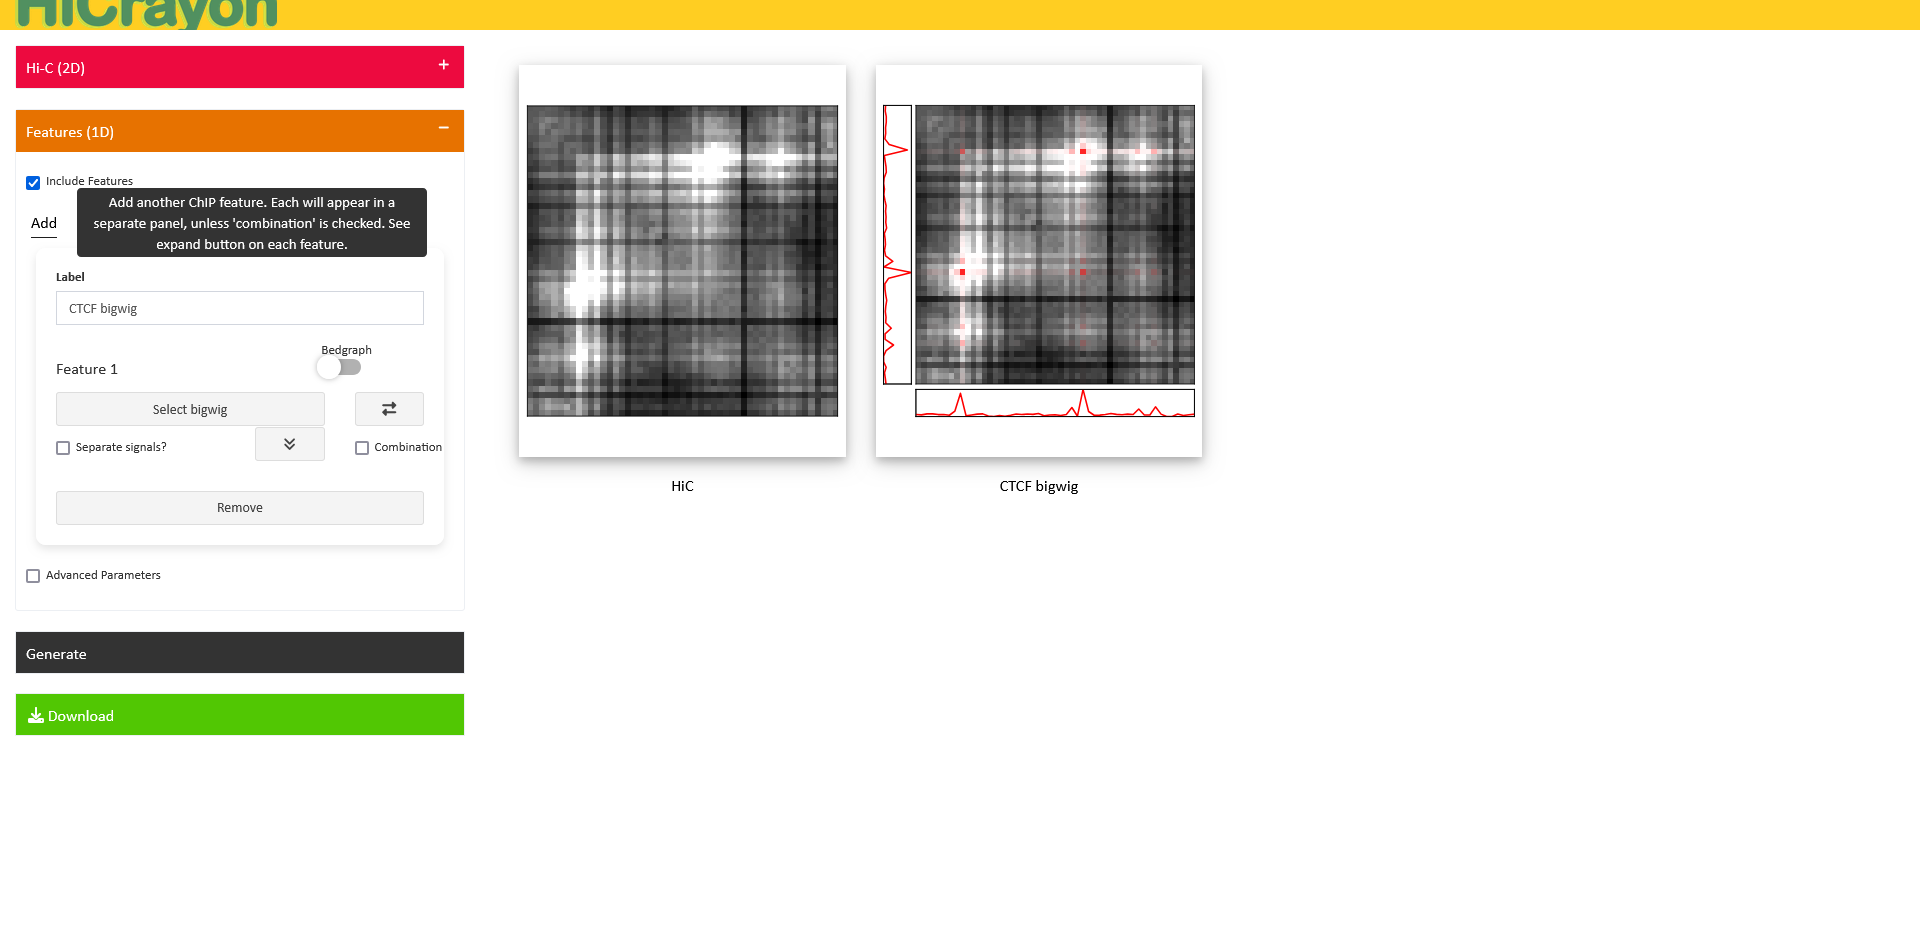 HiCrayon
Hi-C (2D)
Features (1D)
Include Features
Add another ChIP feature. Each will appear in a
separate panel, unless 'combination' is checked. See
expand button on each feature.
Add
Label
CTCF bigwig
Bedgraph
Feature 1
Select bigwig
Separate signals?
Combination
Remove
Advanced Parameters
Generate
Download
HiC
CTCF bigwig